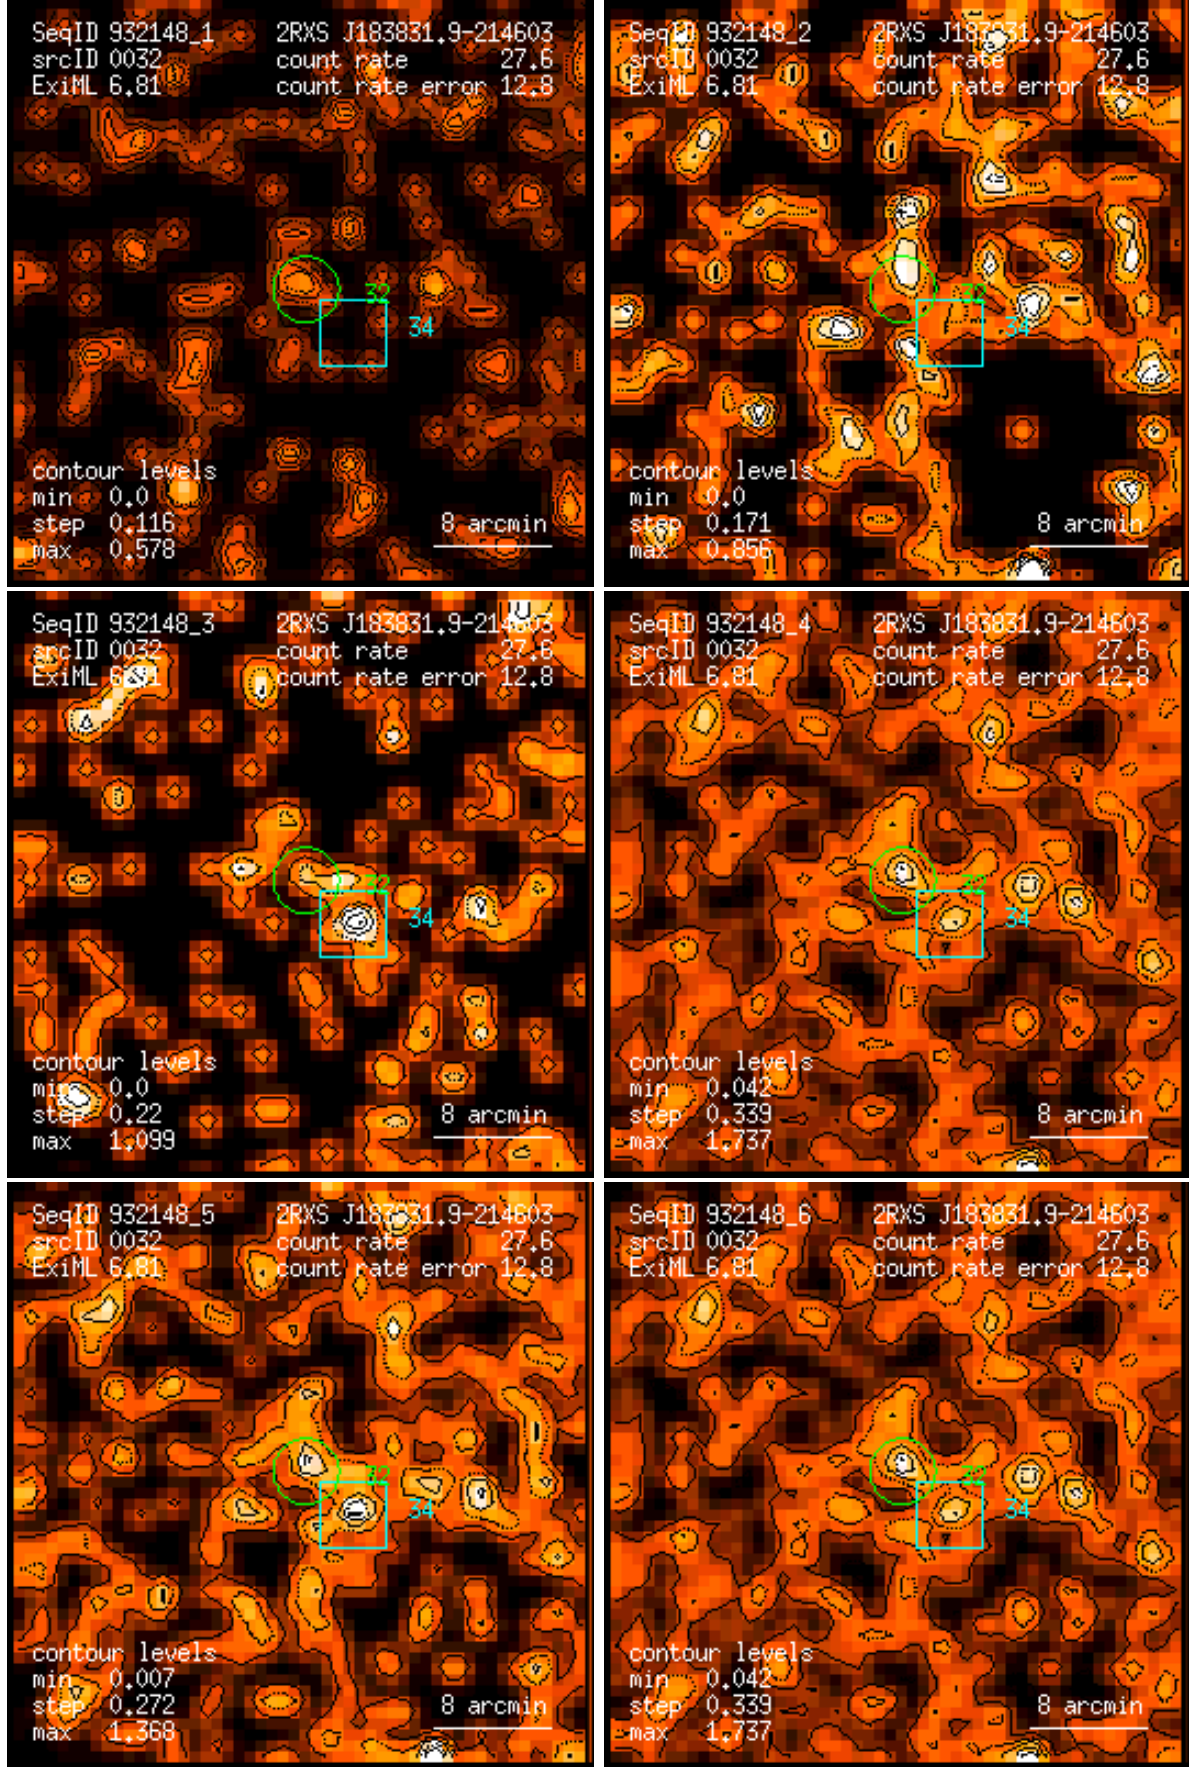 SeqID 932148_1 2RXS J183831.9-214603
srcID 0032 count rate 27.6
ExiML 6.81 count rate error 12.8
32
34
contour levels
min 0.0
step 0.116
max 0.578
8 arcmin
SeqID 932148_2 2RXS J183831.9-214603
srcID 0032 count rate 27.6
ExiML 6.81 count rate error 12.8
32
34
contour levels
min 0.0
step 0.171
max 0.856
8 arcmin
SeqID 932148_3 2RXS J183831.9-214603
srcID 0032 count rate 27.6
ExiML 6.81 count rate error 12.8
32
34
contour levels
min 0.0
step 0.22
max 1.099
8 arcmin
SeqID 932148_4 2RXS J183831.9-214603
srcID 0032 count rate 27.6
ExiML 6.81 count rate error 12.8
32
34
contour levels
min 0.042
step 0.339
max 1.737
8 arcmin
SeqID 932148_5 2RXS J183831.9-214603
srcID 0032 count rate 27.6
ExiML 6.81 count rate error 12.8
32
34
contour levels
min 0.007
step 0.272
max 1.368
8 arcmin
SeqID 932148_6 2RXS J183831.9-214603
srcID 0032 count rate 27.6
ExiML 6.81 count rate error 12.8
32
34
contour levels
min 0.042
step 0.339
max 1.737
8 arcmin